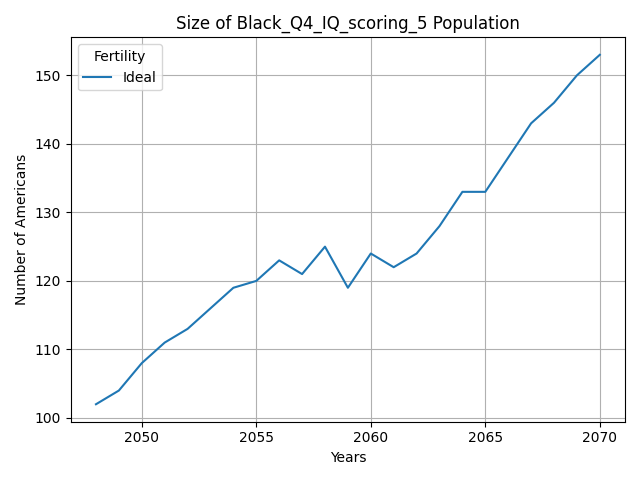 Size of Black_Q4_IQ_scoring_5 Population
Fertility
Ideal
Number of Americans
150
140
130
120
110
100
2050 2055 2060 2065 2070
Years